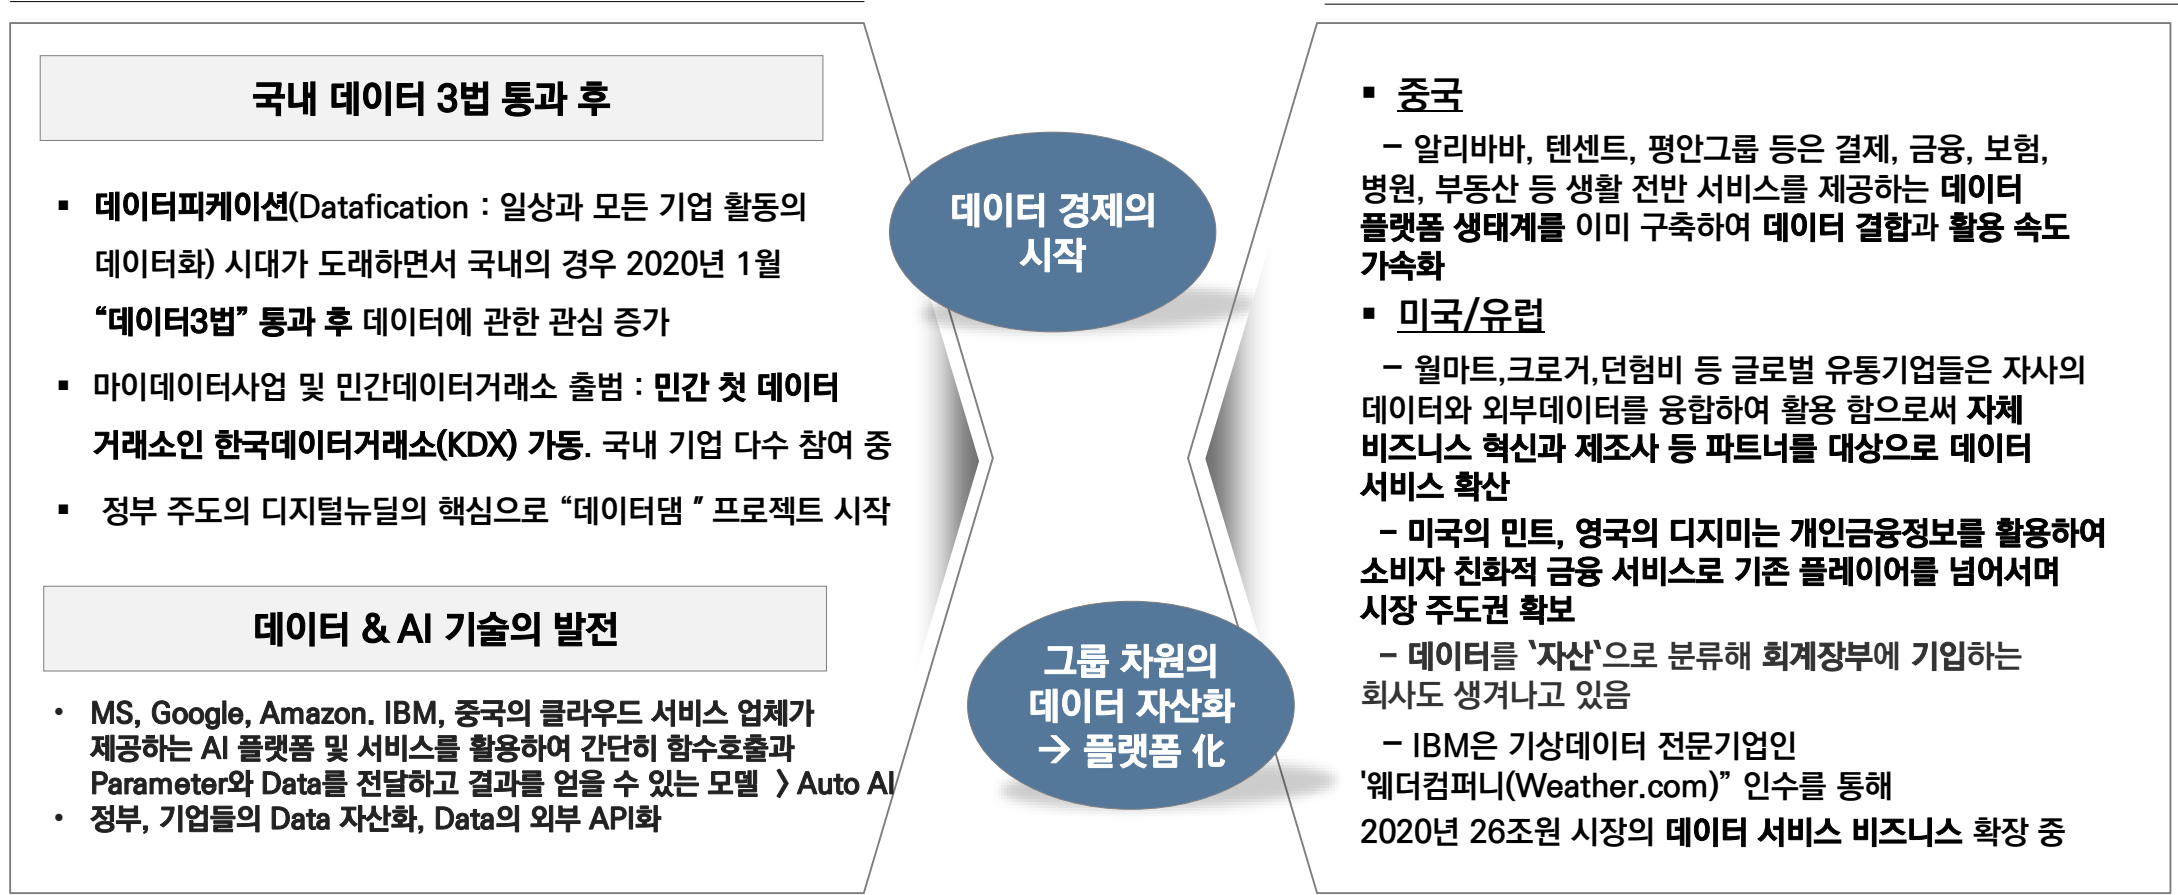 국내 데이터 3법 통과 후
▪ 데이터피케이션(Datafication : 일상과 모든 기업 활동의
데이터화) 시대가 도래하면서 국내의 경우 2020년 1월
“데이터3법” 통과 후 데이터에 관한 관심 증가
▪ 마이데이터사업 및 민간데이터거래소 출범 : 민간 첫 데이터
거래소인 한국데이터거래소(KDX) 가동. 국내 기업 다수 참여 중
▪ 정부 주도의 디지털뉴딜의 핵심으로 “데이터댐 ″ 프로젝트 시작
데이터 & AI 기술의 발전
• MS, Google, Amazon. IBM, 중국의 클라우드 서비스 업체가
제공하는 AI 플랫폼 및 서비스를 활용하여 간단히 함수호출과
Parameter와 Data를 전달하고 결과를 얻을 수 있는 모델 〉Auto AI
• 정부, 기업들의 Data 자산화, Data의 외부 API화
데이터 경제의
시작
그룹 차원의
데이터 자산화
→ 플랫폼 化
▪ 중국
– 알리바바, 텐센트, 평안그룹 등은 결제, 금융, 보험,
병원, 부동산 등 생활 전반 서비스를 제공하는 데이터
플랫폼 생태계를 이미 구축하여 데이터 결합과 활용 속도
가속화
▪ 미국/유럽
– 월마트,크로거,던험비 등 글로벌 유통기업들은 자사의
데이터와 외부데이터를 융합하여 활용 함으로써 자체
비즈니스 혁신과 제조사 등 파트너를 대상으로 데이터
서비스 확산
– 미국의 민트, 영국의 디지미는 개인금융정보를 활용하여
소비자 친화적 금융 서비스로 기존 플레이어를 넘어서며
시장 주도권 확보
– 데이터를 `자산`으로 분류해 회계장부에 기입하는
회사도 생겨나고 있음
– IBM은 기상데이터 전문기업인
'웨더컴퍼니(Weather.com)” 인수를 통해
2020년 26조원 시장의 데이터 서비스 비즈니스 확장 중